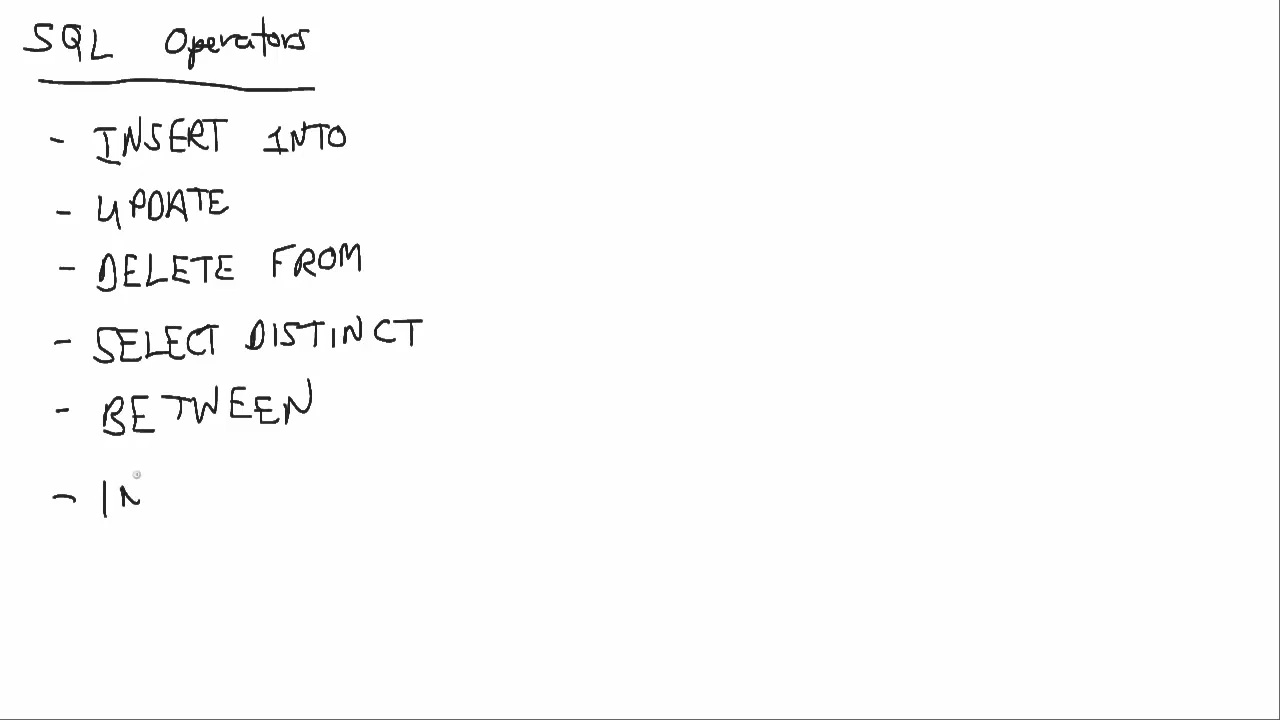 SQL Operators
- INSERT INTO
- UPDATE
- DELETE FROM
- SELECT DISTINCT
- BETWEEN
- IN